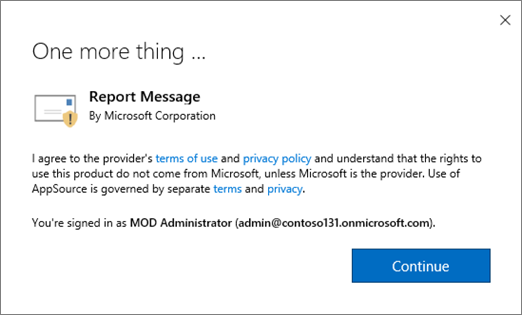 One more thing ...
Report Message
By Microsoft Corporation
I agree to the provider's terms of use and privacy policy and understand that the rights to
use this product do not come from Microsoft, unless Microsoft is the provider. Use of
AppSource is governed by separate terms and privacy.
You're signed in as MOD Administrator (admin@contoso131.onmicrosoft.com).
Continue